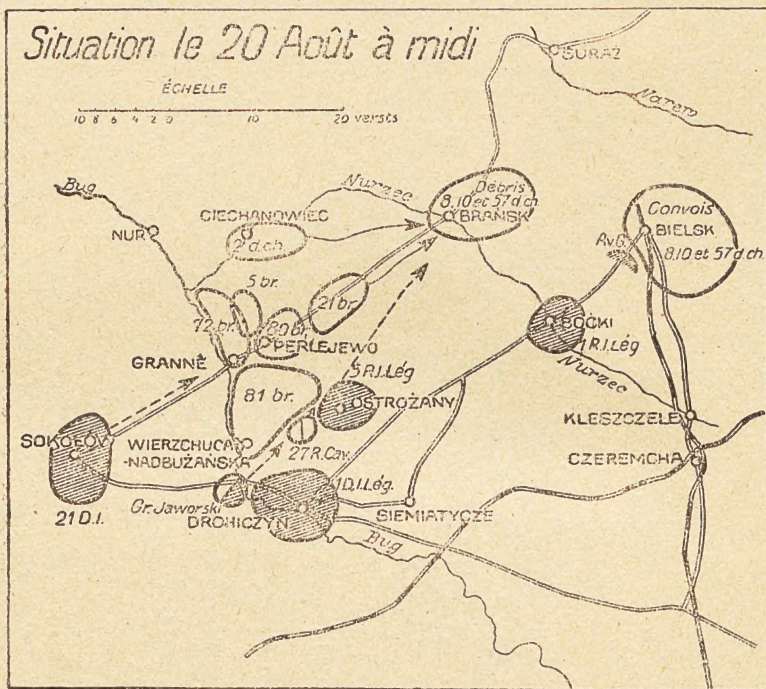 Situation le 20 Août à midi
ÉCHELLE
10 8 6 4 2 0 10 20 versts
SURAŻ
Narew
Bug
Nurzec
Débris
8,10 et 57 d.ch.
BRAŃSK
CIECHANOWIEC
2 d.ch.
NUR
Convois
BIELSK
8,10 et 57 d.ch.
Av.G.
5 br.
21 br.
72 br.
80 br.
PERLEJEWO
GRANNE
BOĆKI
1 R.I.Lég
Nurzec
5 R.I.Lég
81 br.
OSTROŻANY
KLESZCZELE
SOKOŁÓW
WIERZCHUCA
-NADBUŻAŃSKA
27 R.Cav.
CZEREMCHA
1 D.I.Lég.
21 D.I.
Gr. Jaworski
DROHICZYN
SIEMIATYCZE
Bug